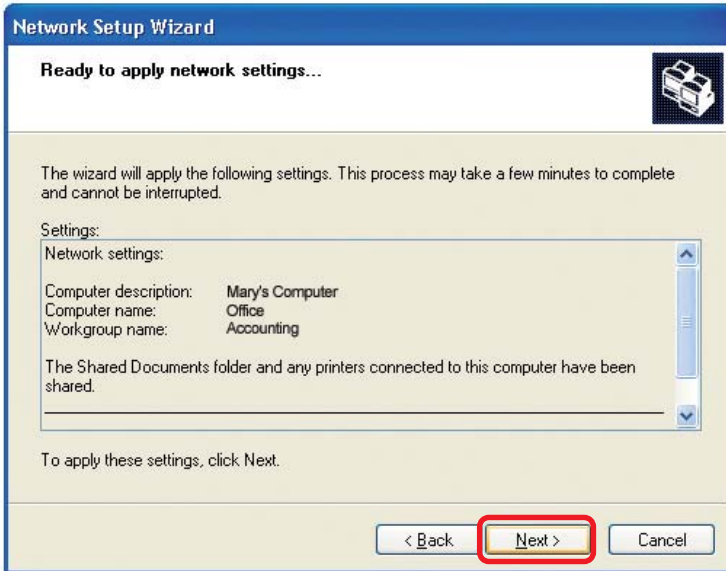 Network Setup Wizard
Ready to apply network settings...
The wizard will apply the following settings. This process may take a few minutes to complete
and cannot be interrupted.
Settings:
Network settings:
Computer description: Mary's Computer
Computer name: Office
Workgroup name: Accounting
The Shared Documents folder and any printers connected to this computer have been
shared.
To apply these settings, click Next.
< Back Next > Cancel